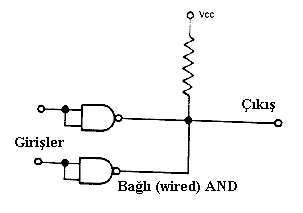 Vcc
Çıkış
Girişler
Bağlı (wired) AND